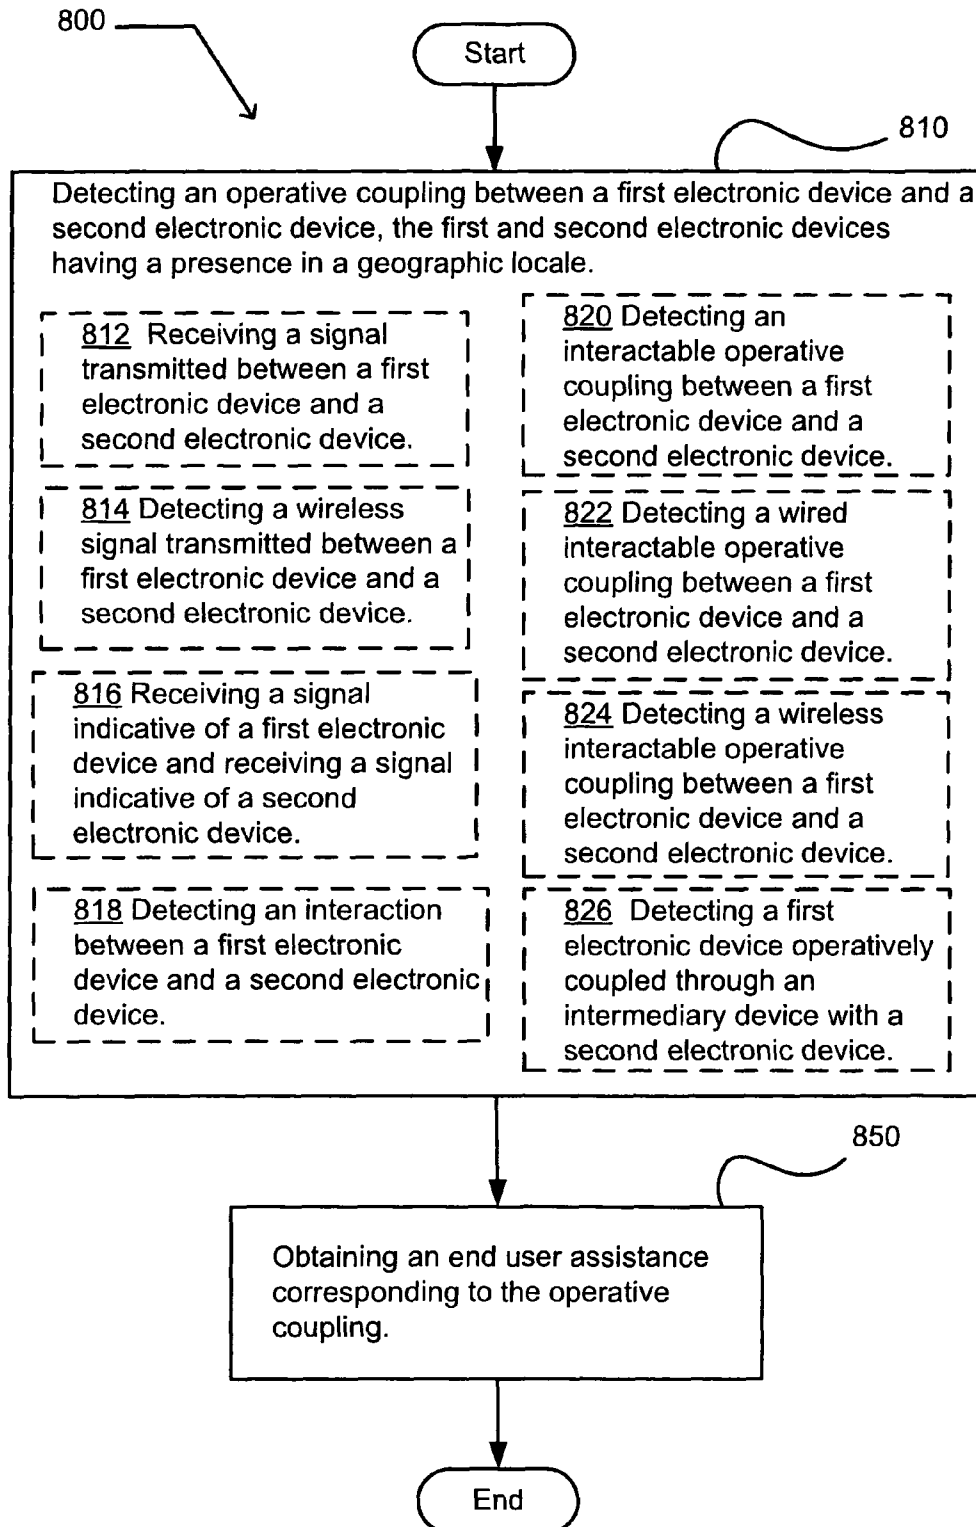 800
Start
810
Detecting an operative coupling between a first electronic device and a
second electronic device, the first and second electronic devices
having a presence in a geographic locale.
812 Receiving a signal
transmitted between a first
electronic device and a
second electronic device.
814 Detecting a wireless
signal transmitted between a
first electronic device and a
second electronic device.
816 Receiving a signal
indicative of a first electronic
device and receiving a signal
indicative of a second
electronic device.
818 Detecting an interaction
between a first electronic
device and a second electronic
device.
820 Detecting an
interactable operative
coupling between a first
electronic device and a
second electronic device.
822 Detecting a wired
interactable operative
coupling between a first
electronic device and a
second electronic device.
824 Detecting a wireless
interactable operative
coupling between a first
electronic device and a
second electronic device.
826 Detecting a first
electronic device operatively
coupled through an
intermediary device with a
second electronic device.
850
Obtaining an end user assistance
corresponding to the operative
coupling.
End